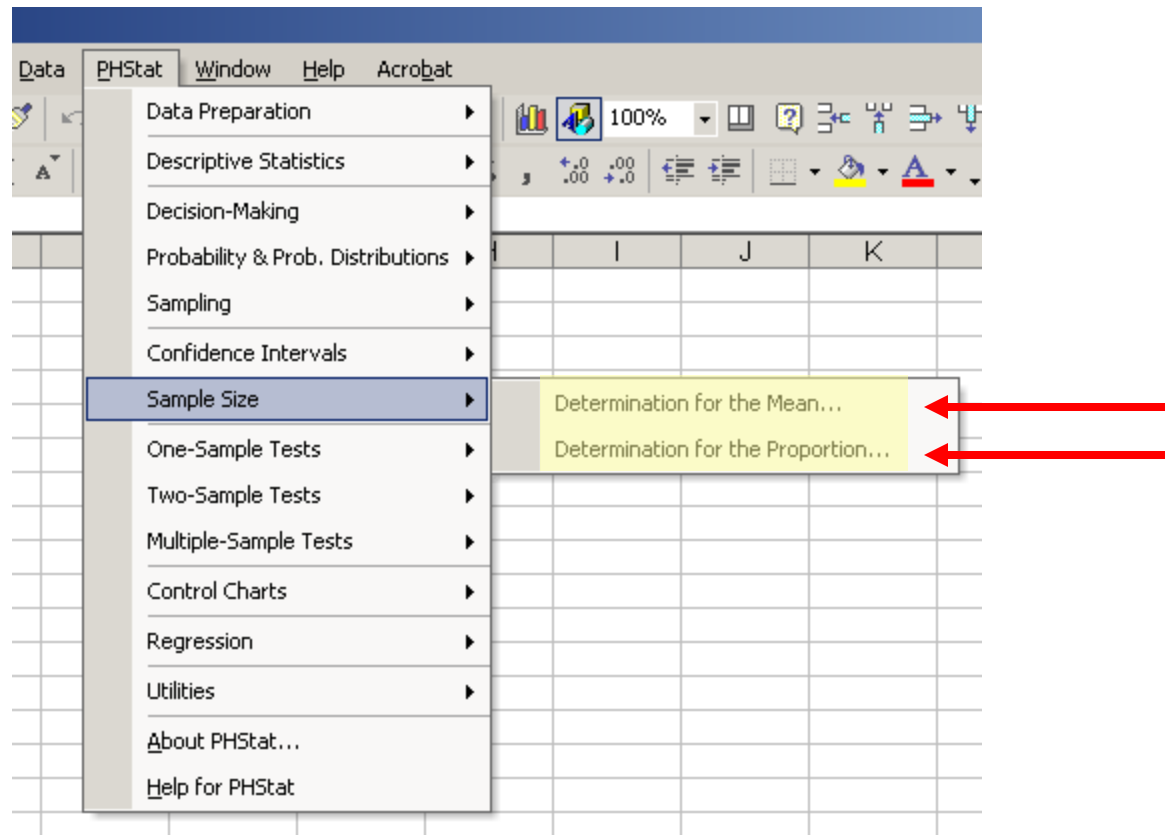 Data PHStat Window Help Acrobat
Data Preparation
100%
Descriptive Statistics
Decision-Making
Probability & Prob. Distributions
I J K
Sampling
Confidence Intervals
Sample Size
Determination for the Mean...
Determination for the Proportion...
One-Sample Tests
Two-Sample Tests
Multiple-Sample Tests
Control Charts
Regression
Utilities
About PHStat...
Help for PHStat